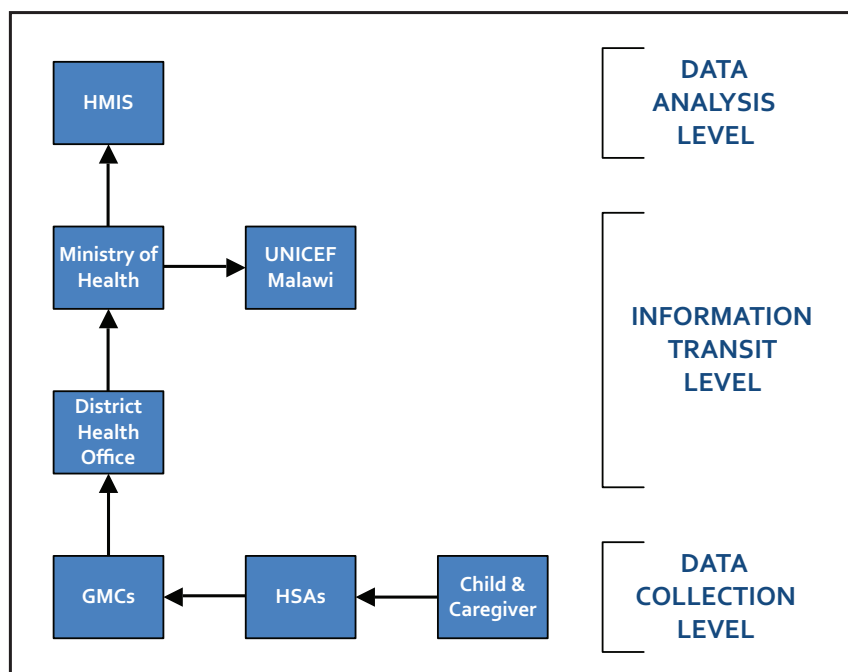 HMIS
DATA
ANALYSIS
LEVEL
Ministry of
Health
UNICEF
Malawi
INFORMATION
TRANSIT
LEVEL
District
Health
Office
GMCs
HSAs
Child &
Caregiver
DATA
COLLECTION
LEVEL